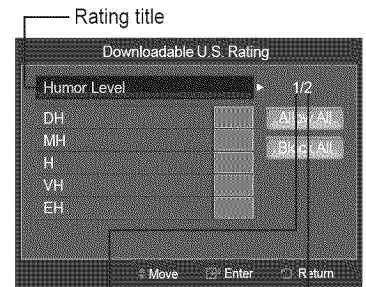 Rating title
Downloadable U.S. Rating
Humor Level ► 1/2
DH
Allow All
MH
Block All
H
VH
EH
Move Enter Return